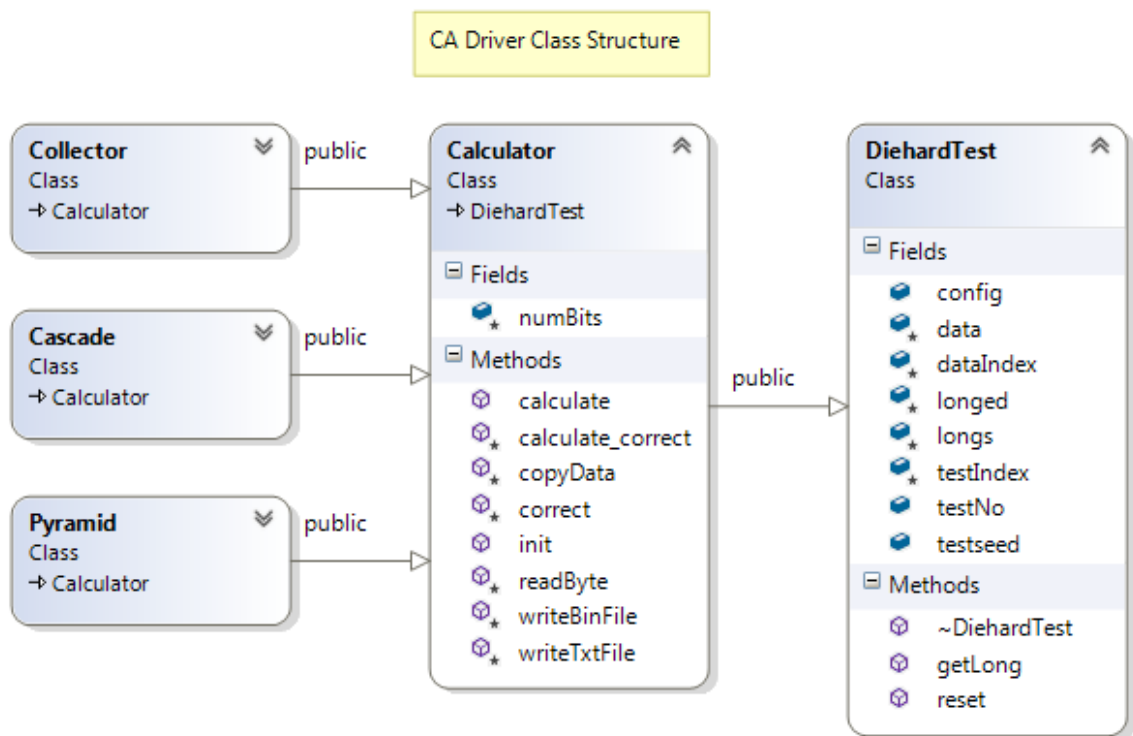 CA Driver Class Structure
Collector
Class
Calculator
public
Cascade
Class
Calculator
public
Pyramid
Class
Calculator
public
Calculator
Class
DiehardTest
Fields
numBits
Methods
calculate
calculate_correct
copyData
correct
init
readByte
writeBinFile
writeTxtFile
public
DiehardTest
Class
Fields
config
data
dataIndex
longed
longs
testIndex
testNo
testseed
Methods
~DiehardTest
getLong
reset